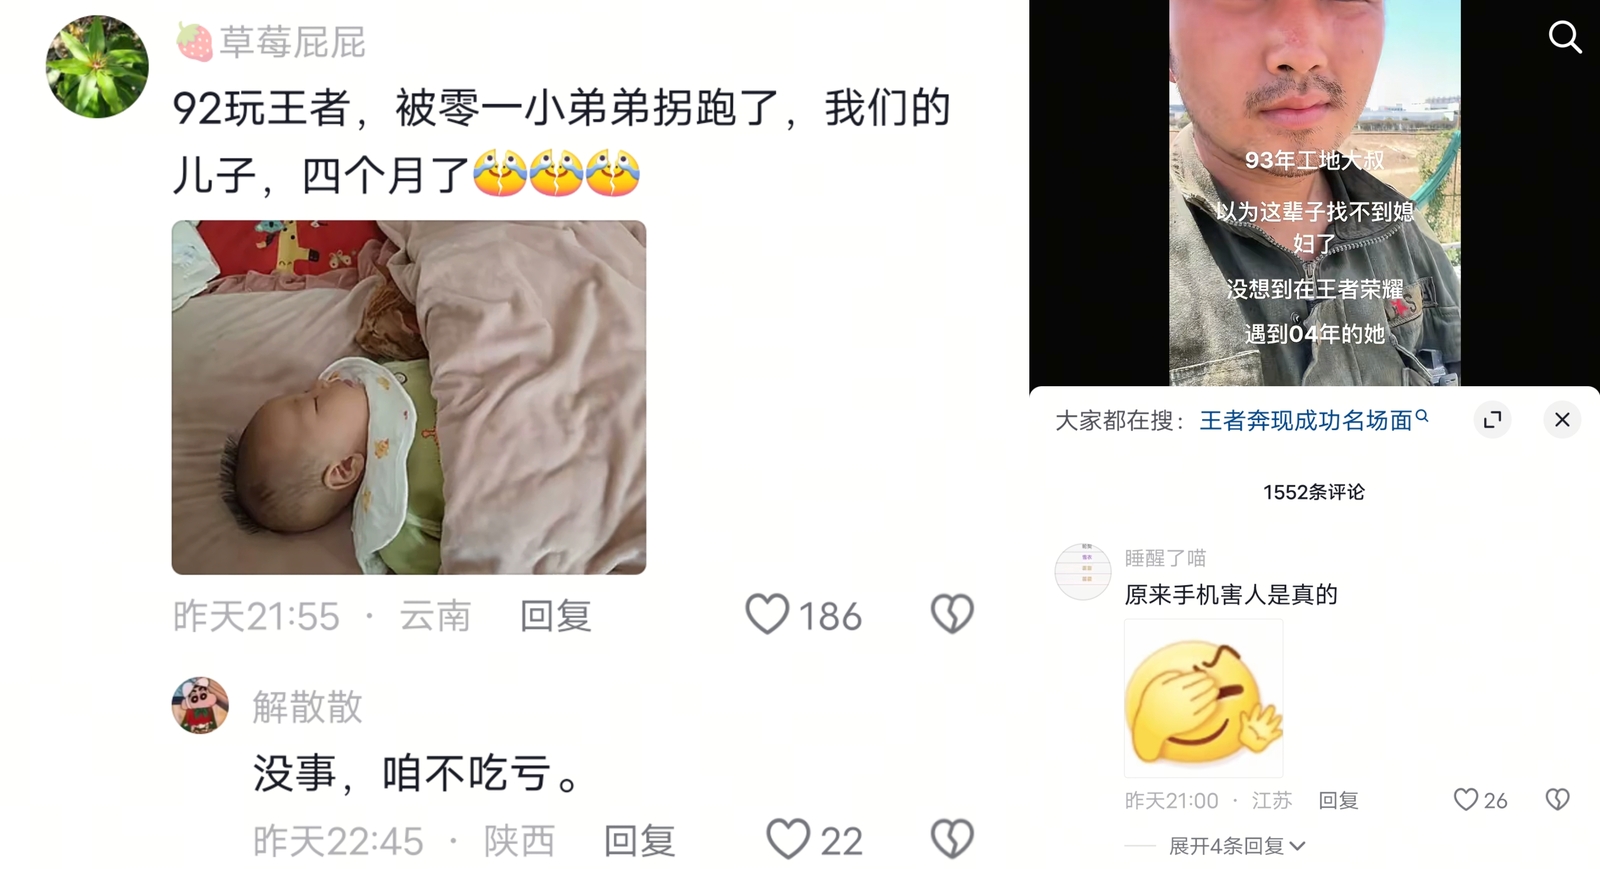 草莓屁屁
92玩王者，被零一小弟弟拐跑了，我们的
儿子，四个月了
昨天21:55 · 云南 回复
186
解散散
没事，咱不吃亏。
昨天22:45 · 陕西 回复
22
93年工地大叔
以为这辈子找不到媳
妇了
没想到在王者荣耀
遇到04年的她
大家都在搜：王者奔现成功名场面
1552条评论
睡醒了喵
原来手机害人是真的
昨天21:00 · 江苏 回复
26
展开4条回复